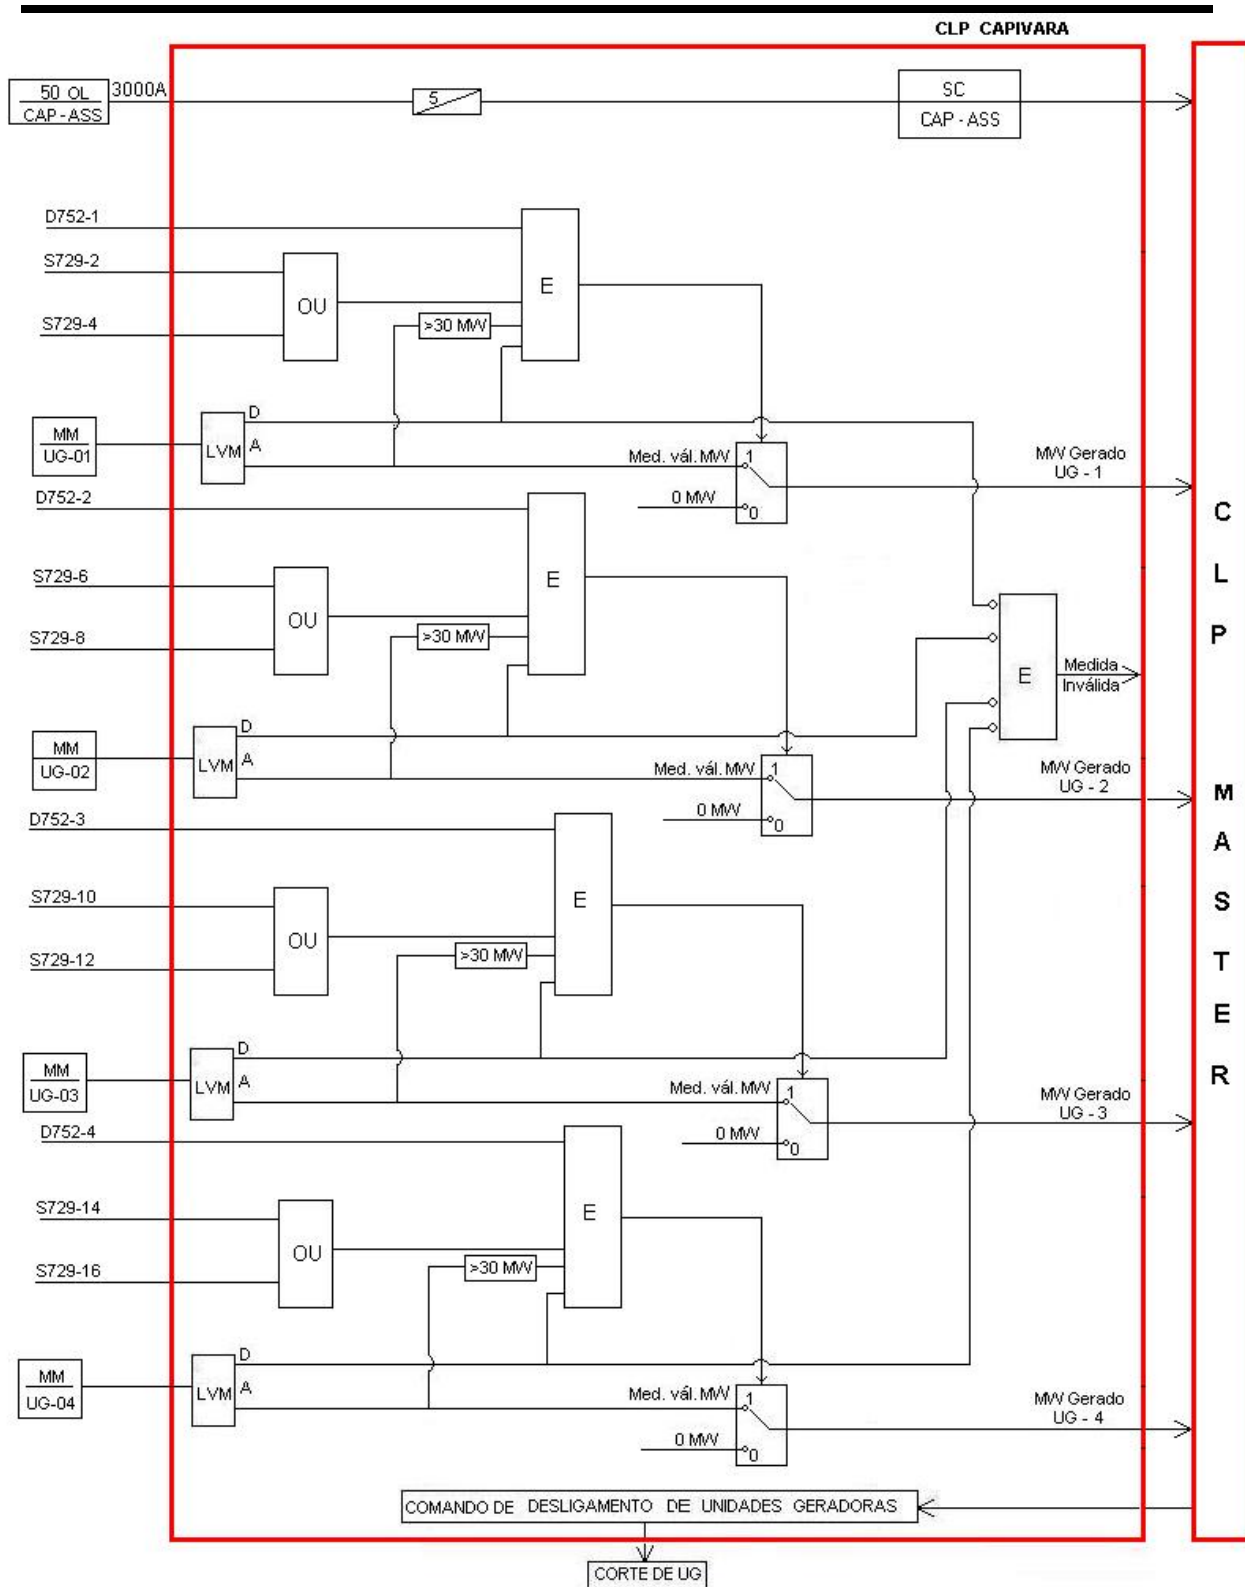 CLP CAPIVARA
50 OL
CAP-ASS
3000A
5
SC
CAP - ASS
D752-1
S729-2
S729-4
OU
>30 MW
E
MM
UG-01
LVM
D
A
Med. vál. MW
1
0 MW
0
MW Gerado
UG - 1
D752-2
S729-6
S729-8
OU
>30 MW
E
MM
UG-02
LVM
D
A
Med. vál. MW
1
0 MW
0
MW Gerado
UG - 2
E
Medida
Inválida
D752-3
S729-10
S729-12
OU
>30 MW
E
MM
UG-03
LVM
D
A
Med. vál. MW
1
0 MW
0
MW Gerado
UG - 3
D752-4
S729-14
S729-16
OU
>30 MW
E
MM
UG-04
LVM
D
A
Med. vál. MW
1
0 MW
0
MW Gerado
UG - 4
COMANDO DE DESLIGAMENTO DE UNIDADES GERADORAS
CORTE DE UG
C
L
P
M
A
S
T
E
R